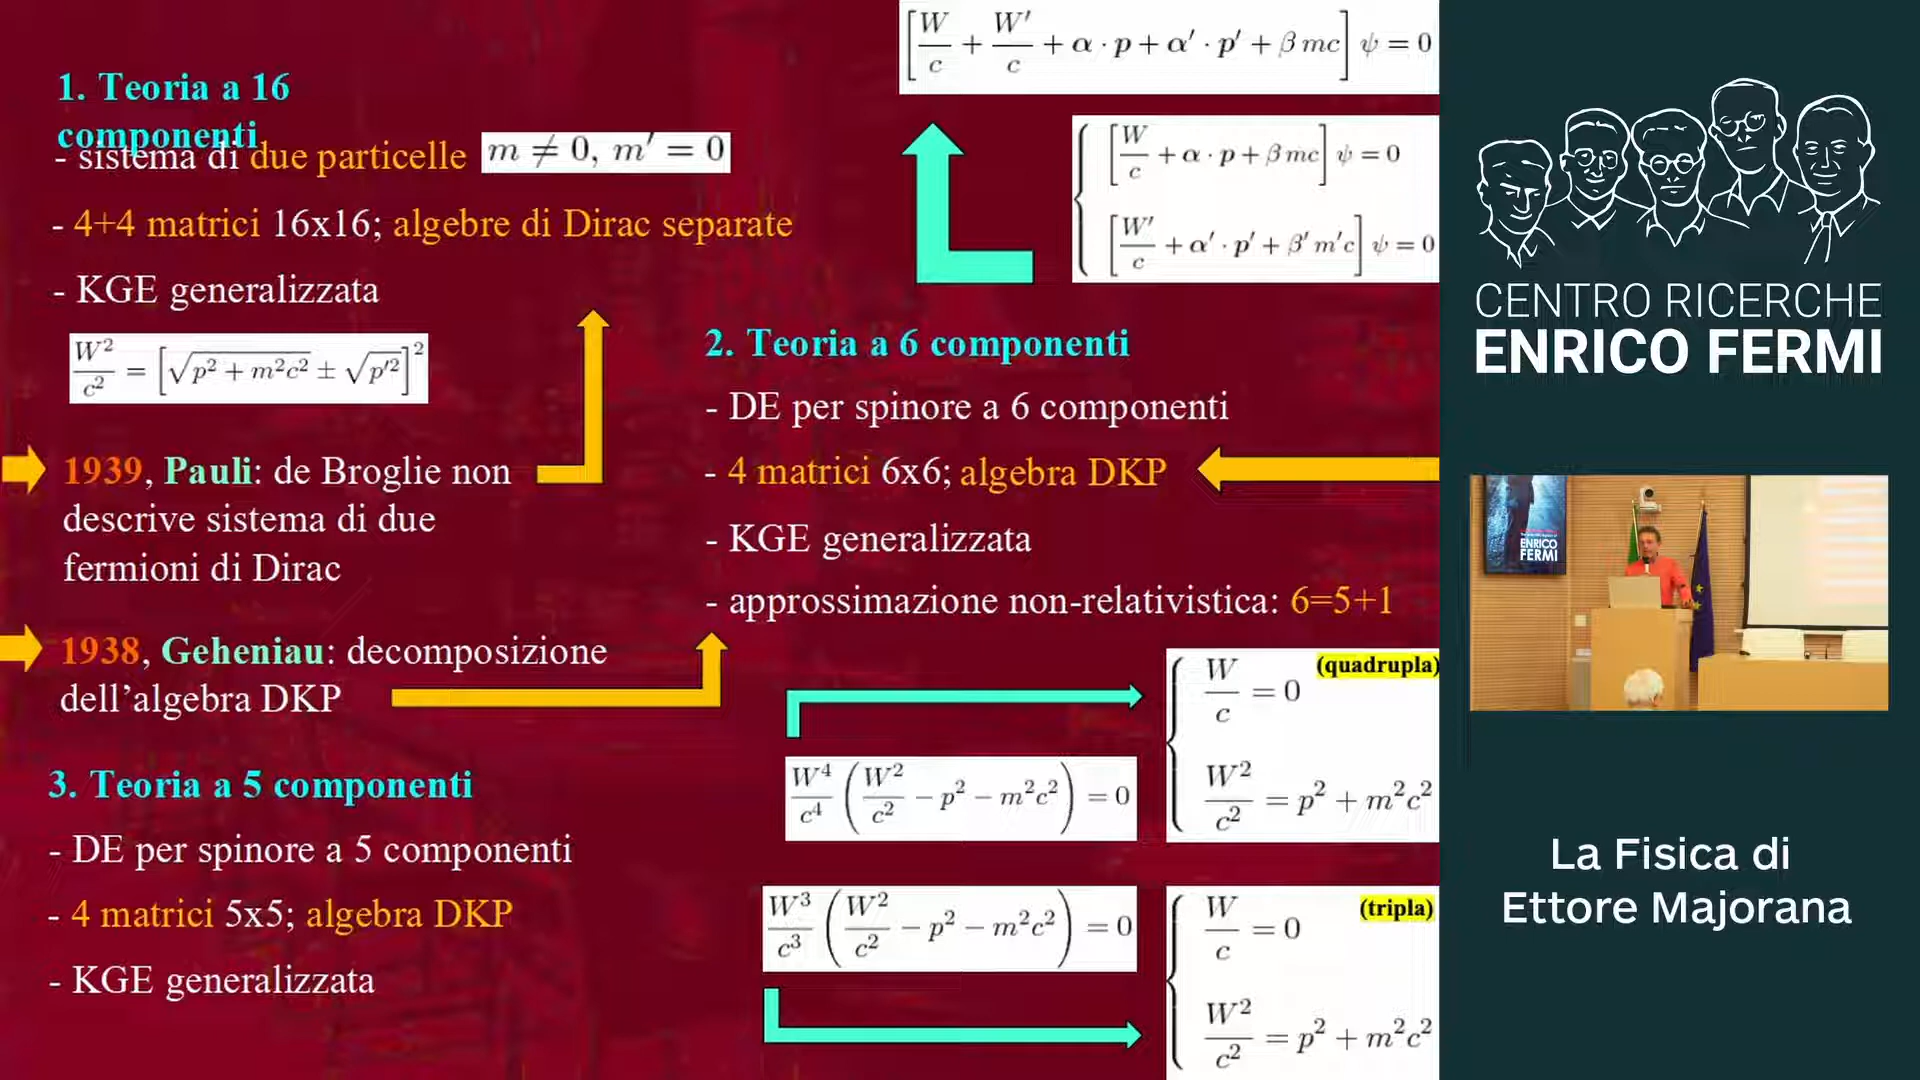 1. Teoria a 16
componenti
- sistema di due particelle m ≠ 0, m′ = 0
- 4+4 matrici 16x16; algebre di Dirac separate
- KGE generalizzata
W²/c² = [√(p² + m²c²) ± √(p′²)]²
1939, Pauli: de Broglie non
descrive sistema di due
fermioni di Dirac
1938, Geheniau: decomposizione
dell'algebra DKP
[W/c + W′/c + α · p + α′ · p′ + β mc] ψ = 0
[W/c + α · p + β mc] ψ = 0
[W′/c + α′ · p′ + β′ m′c] ψ = 0
2. Teoria a 6 componenti
- DE per spinore a 6 componenti
- 4 matrici 6x6; algebra DKP
- KGE generalizzata
- approssimazione non-relativistica: 6=5+1
W⁴/c⁴ (W²/c² − p² − m²c²) = 0
W/c = 0 (quadrupla)
W²/c² = p² + m²c²
3. Teoria a 5 componenti
- DE per spinore a 5 componenti
- 4 matrici 5x5; algebra DKP
- KGE generalizzata
W³/c³ (W²/c² − p² − m²c²) = 0
W/c = 0 (tripla)
W²/c² = p² + m²c²
CENTRO RICERCHE
ENRICO FERMI
ENRICO
FERMI
La Fisica di
Ettore Majorana